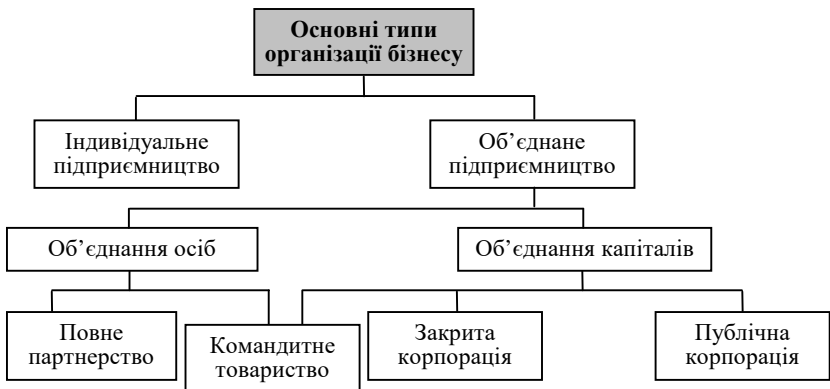 Основні типи
організації бізнесу
Індивідуальне
підприємництво
Об’єднане
підприємництво
Об’єднання осіб
Об’єднання капіталів
Повне
партнерство
Командитне
товариство
Закрита
корпорація
Публічна
корпорація